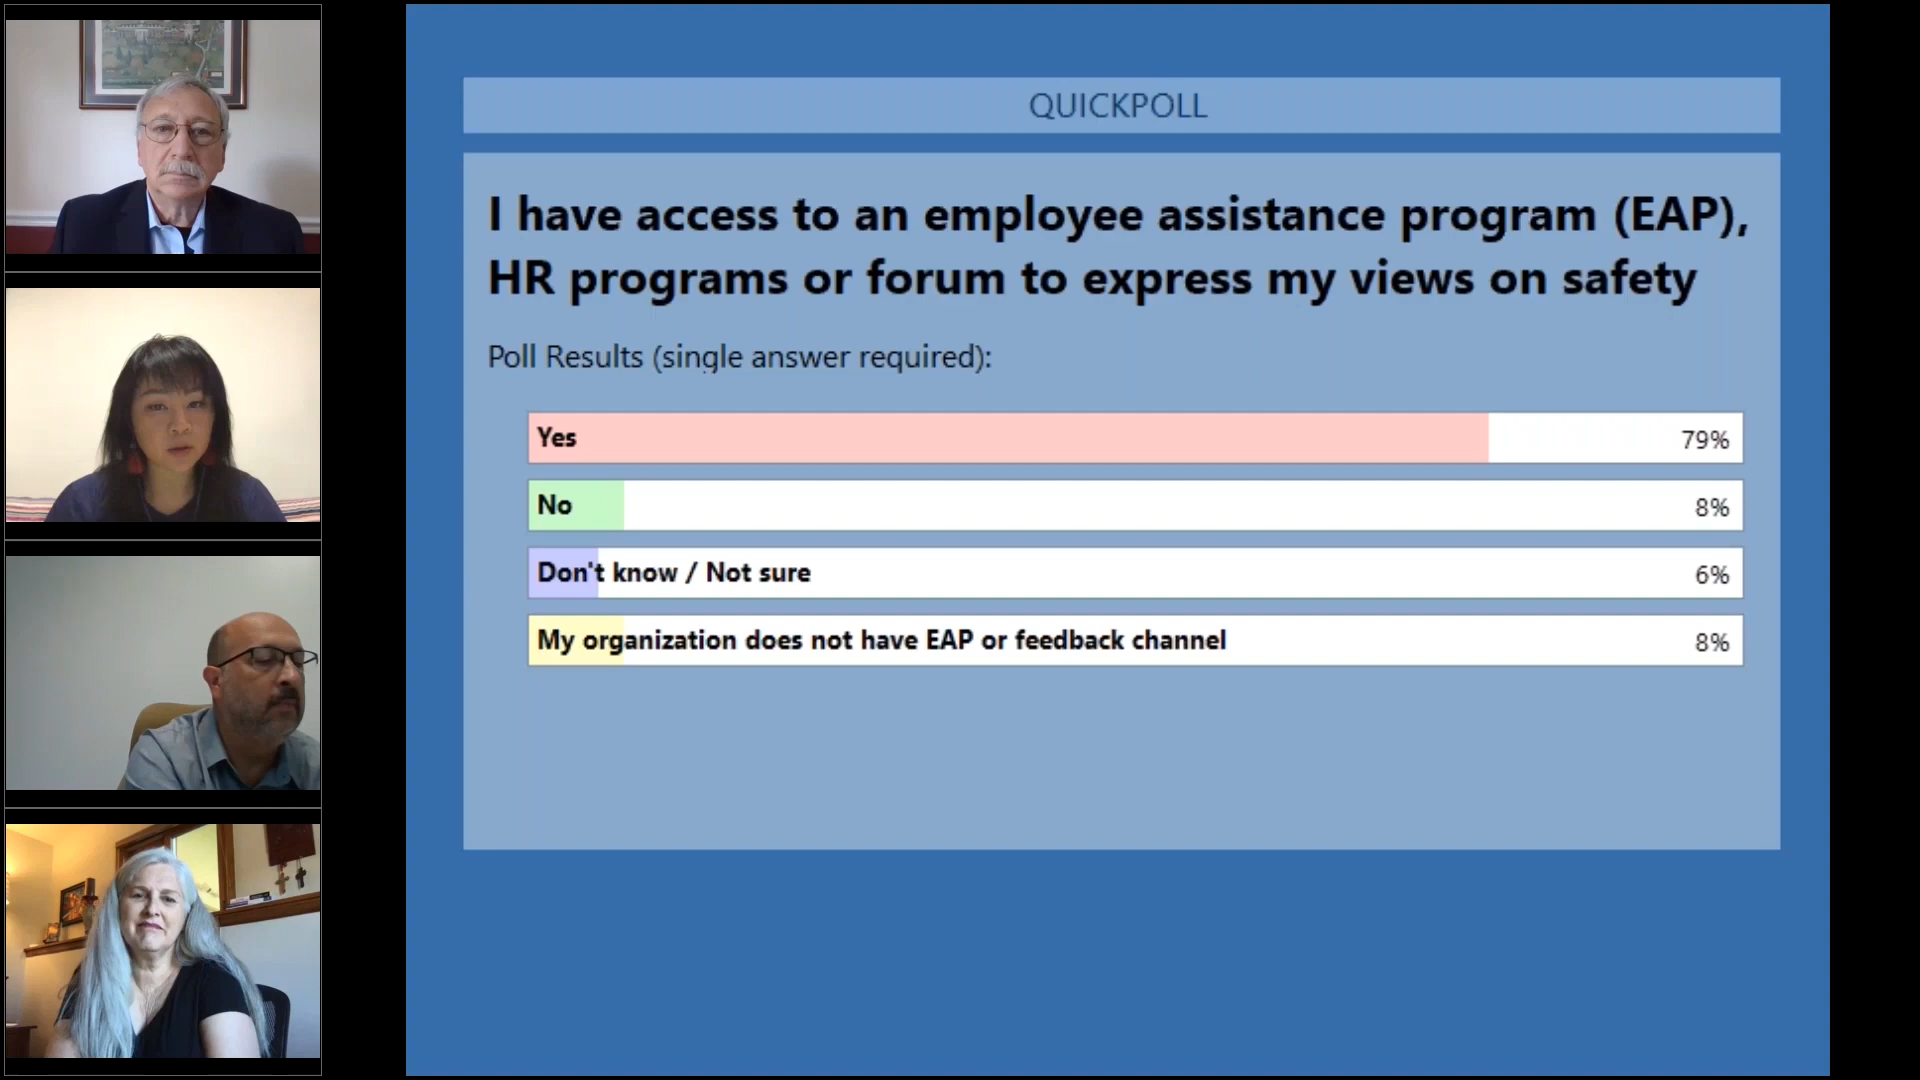 QUICKPOLL
I have access to an employee assistance program (EAP),
HR programs or forum to express my views on safety
Poll Results (single answer required):
Yes 79%
No 8%
Don't know / Not sure 6%
My organization does not have EAP or feedback channel 8%